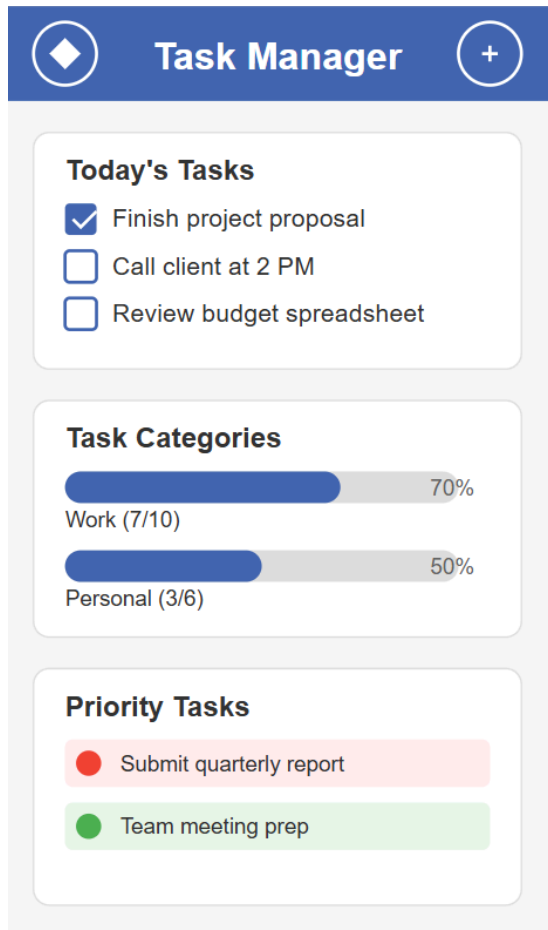 Task Manager
+
Today's Tasks
Finish project proposal
Call client at 2 PM
Review budget spreadsheet
Task Categories
70%
Work (7/10)
50%
Personal (3/6)
Priority Tasks
Submit quarterly report
Team meeting prep